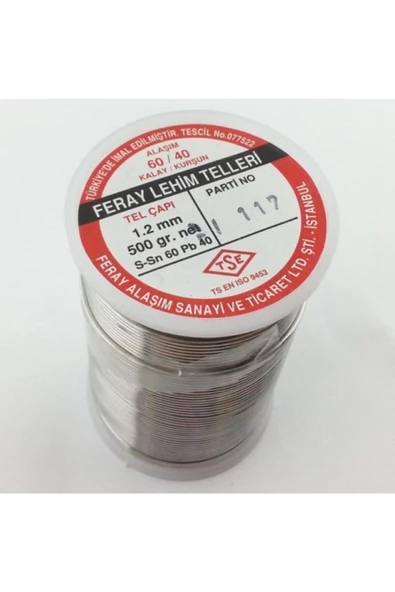 TÜRKİYE'DE İMAL EDİLMİŞTİR. TESCİL No.077522
ALAŞIM
60 / 40
KALAY / KURŞUN
FERAY LEHİM TELLERİ
TEL ÇAPI
1.2 mm
500 gr. net
S-Sn 60 Pb 40
PARTİ NO
117
TSE
TS EN ISO 9453
FERAY ALAŞIM SANAYİ VE TİCARET LTD. ŞTİ. - İSTANBUL